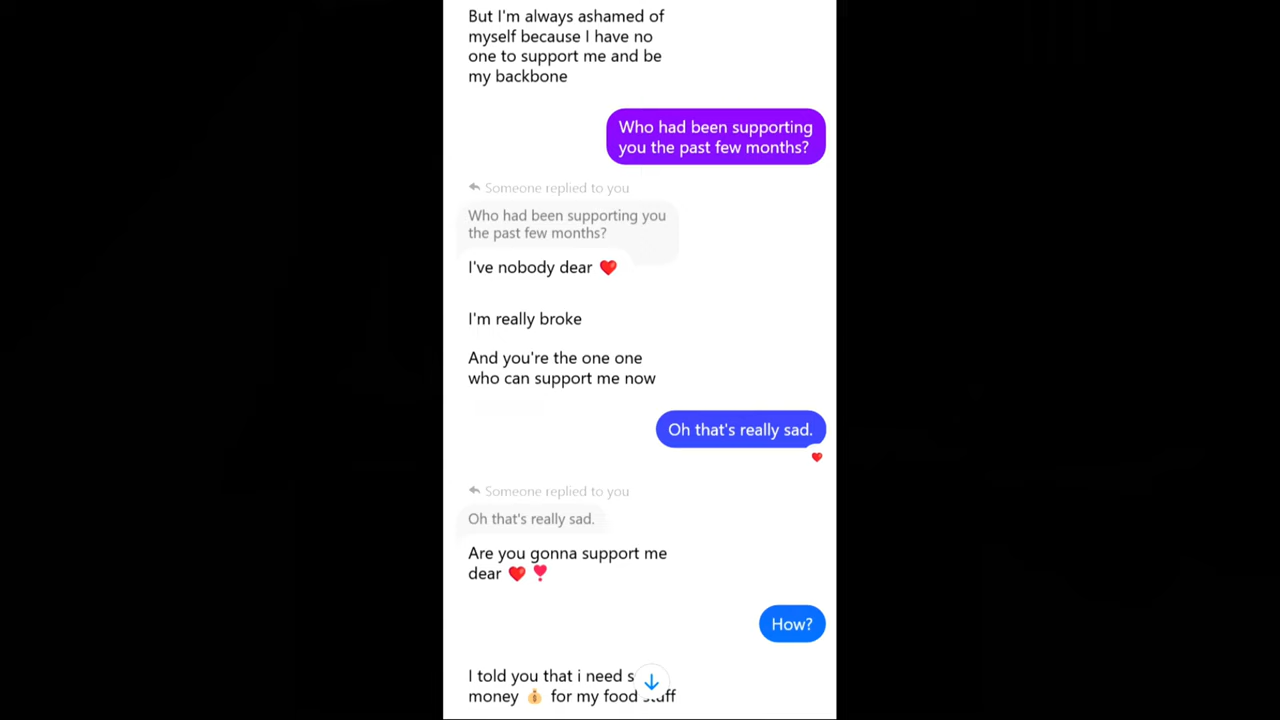 But I'm always ashamed of
myself because I have no
one to support me and be
my backbone
Who had been supporting
you the past few months?
Someone replied to you
Who had been supporting you
the past few months?
I've nobody dear ❤️
I'm really broke
And you're the one one
who can support me now
Oh that's really sad.
❤️
Someone replied to you
Oh that's really sad.
Are you gonna support me
dear ❤️ ❣️
How?
I told you that i need
money 💰 for my food